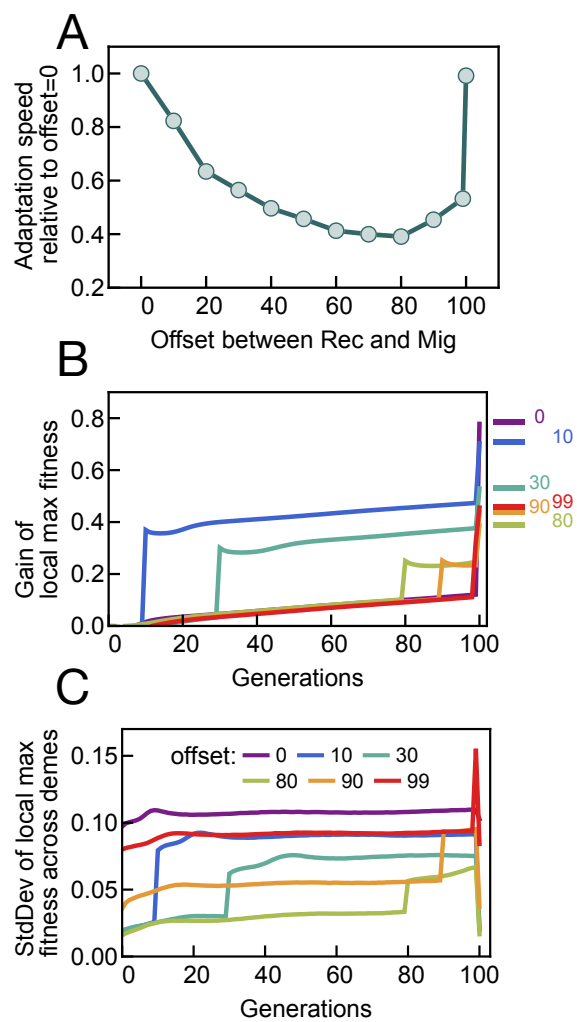 A
Adaptation speed
relative to offset=0
1.0
0.8
0.6
0.4
0.2
0 20 40 60 80 100
Offset between Rec and Mig
B
Gain of
local max fitness
0.8
0.6
0.4
0.2
0.0
0 20 40 60 80 100
Generations
0
10
30
90 99
80
C
StdDev of local max
fitness across demes
0.15
0.10
0.05
0.00
offset: 0 10 30
80 90 99
0 20 40 60 80 100
Generations